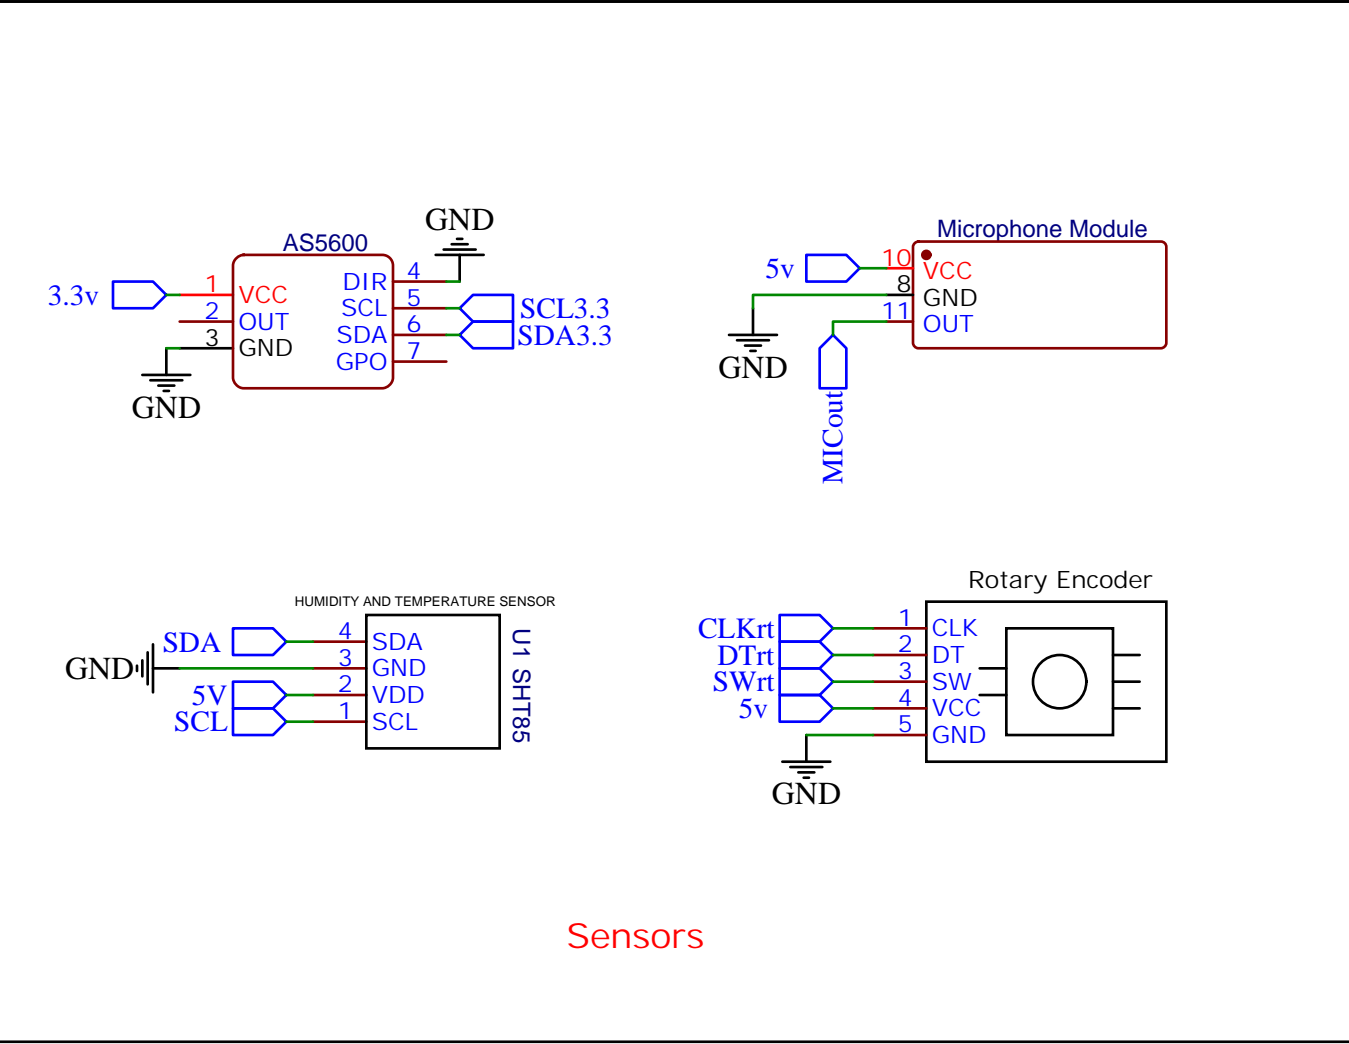 GND
AS5600
3.3v
1
VCC
2
OUT
3
GND
DIR
4
SCL
5
SCL3.3
SDA
6
SDA3.3
GPO
7
GND
Microphone Module
5v
10
VCC
8
GND
11
OUT
GND
MICout
HUMIDITY AND TEMPERATURE SENSOR
SDA
4
SDA
GND
3
GND
5V
2
VDD
SCL
1
SCL
U1 SHT85
Rotary Encoder
CLKrt
1
CLK
DTrt
2
DT
SWrt
3
SW
5v
4
VCC
5
GND
GND
Sensors